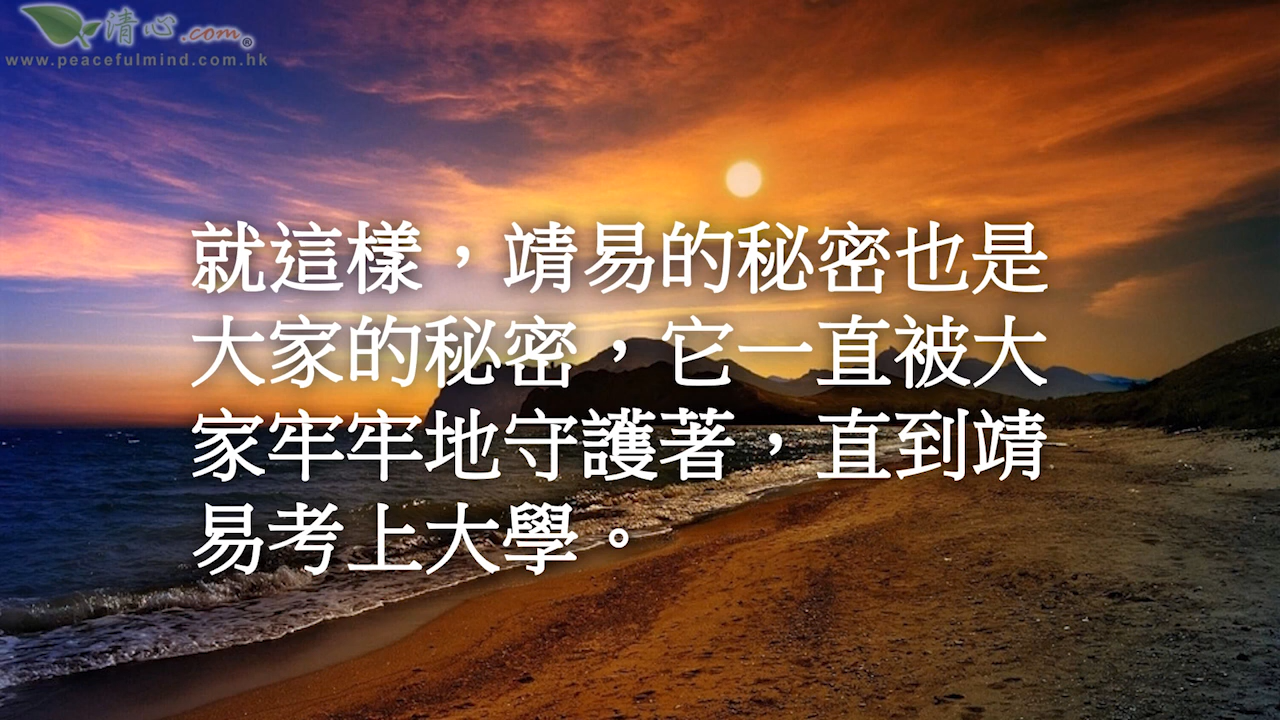 清心.com®
www.peacefulmind.com.hk
就這樣，靖易的秘密也是
大家的秘密，它一直被大
家牢牢地守護著，直到靖
易考上大學。